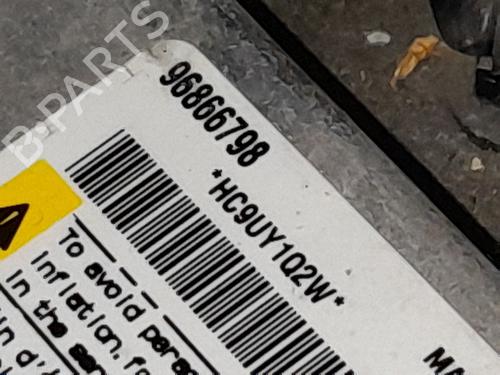 96866798
*HC9UY1Q2W*
To avoid
inflation,
in the
B-PARTS